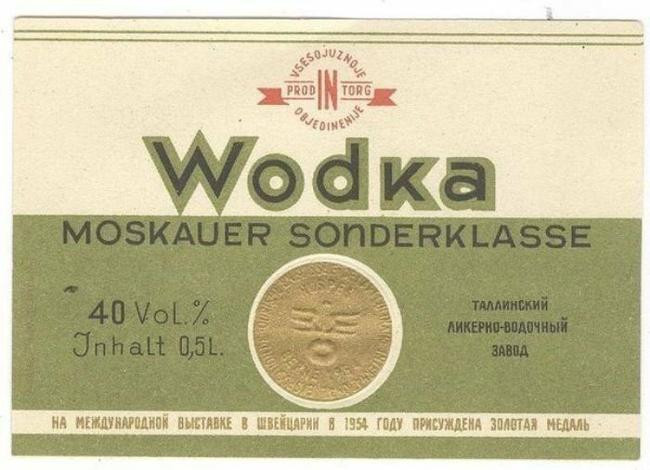 VSESOJUZNOJE
PROD IN TORG
OBJEDINENIJE
Wodka
MOSKAUER SONDERKLASSE
40 VOL.%
Inhalt 0,5L.
ТАЛЛИНСКИЙ
ЛИКЕРНО-ВОДОЧНЫЙ
ЗАВОД
НА МЕЖДУНАРОДНОЙ ВЫСТАВКЕ В ШВЕЙЦАРИИ В 1954 ГОДУ ПРИСУЖДЕНА ЗОЛОТАЯ МЕДАЛЬ